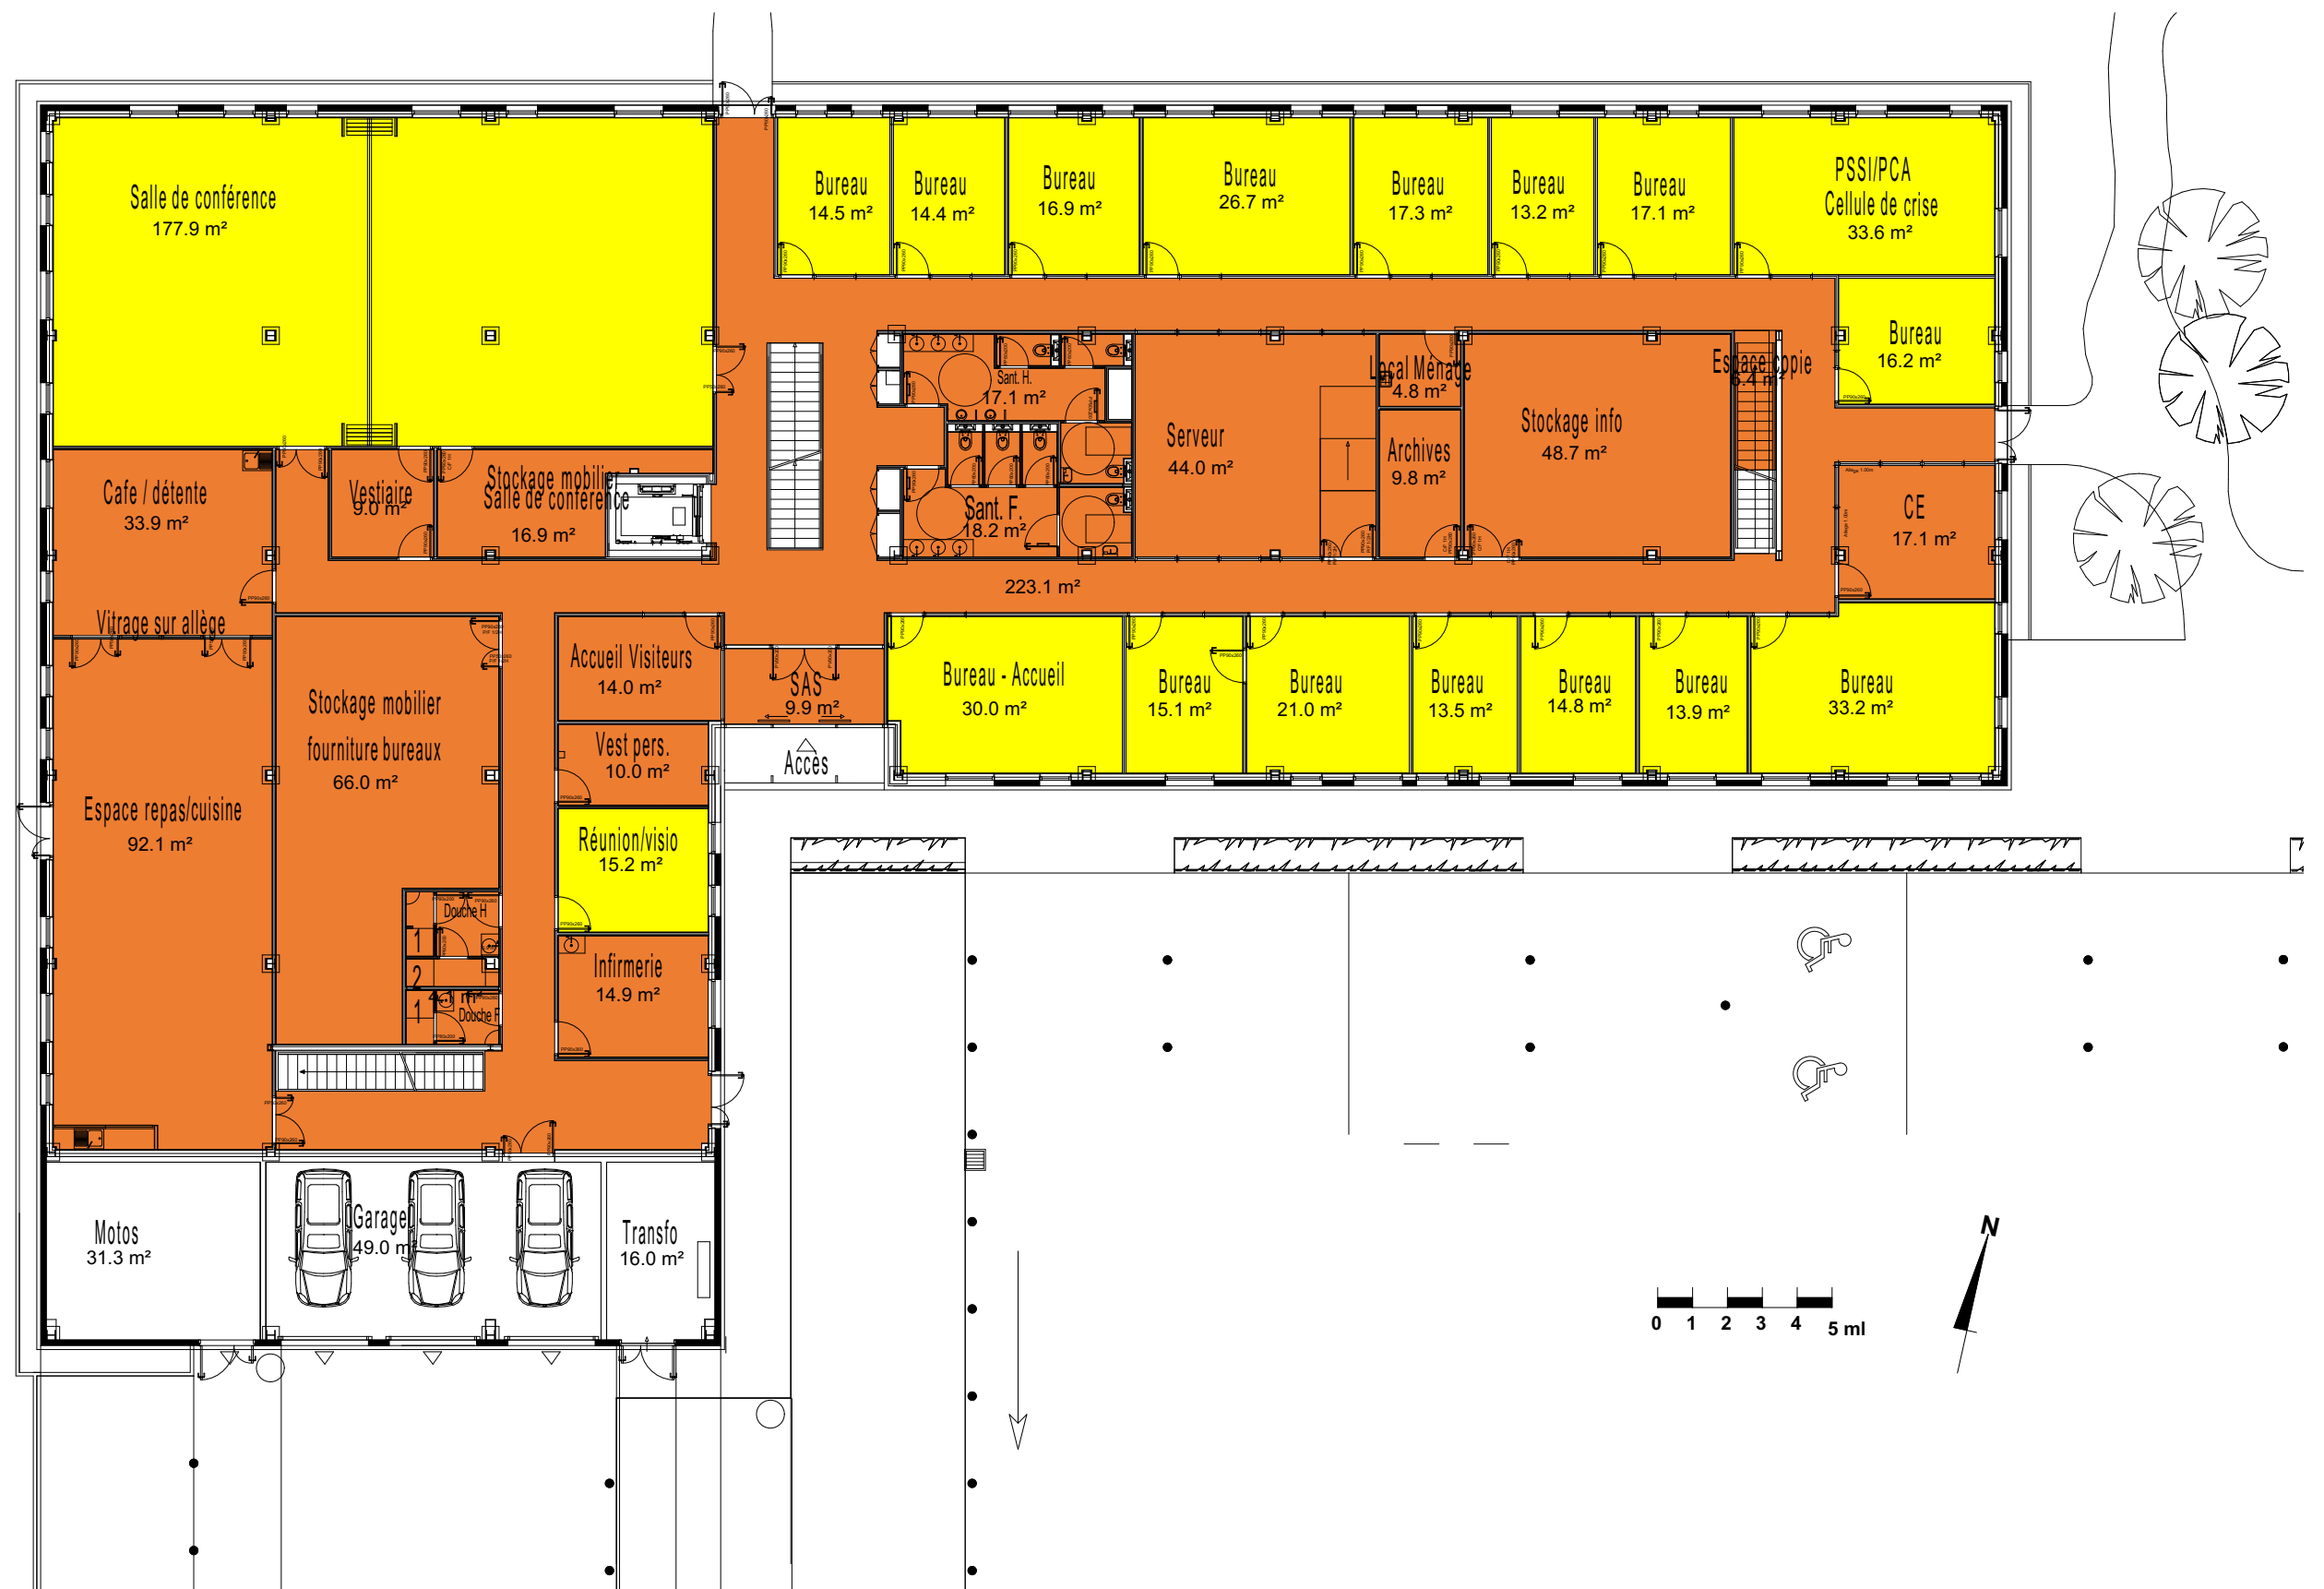 Salle de conférence
177.9 m²
Bureau
14.5 m²
Bureau
14.4 m²
Bureau
16.9 m²
Bureau
26.7 m²
Bureau
17.3 m²
Bureau
13.2 m²
Bureau
17.1 m²
PSSI/PCA
Cellule de crise
33.6 m²
Bureau
16.2 m²
Sant. H.
17.1 m²
Local Ménage
4.8 m²
Espace copie
6.4 m²
Serveur
44.0 m²
Archives
9.8 m²
Stockage info
48.7 m²
Cafe / détente
33.9 m²
Vestiaire
9.0 m²
Stockage mobilier
Salle de conférence
16.9 m²
Sant. F.
18.2 m²
Allège 1.00m
Allège 1.00m
CE
17.1 m²
223.1 m²
Vitrage sur allège
Accueil Visiteurs
14.0 m²
SAS
9.9 m²
Bureau - Accueil
30.0 m²
Bureau
15.1 m²
Bureau
21.0 m²
Bureau
13.5 m²
Bureau
14.8 m²
Bureau
13.9 m²
Bureau
33.2 m²
Stockage mobilier
fourniture bureaux
66.0 m²
Vest pers.
10.0 m²
Accès
Espace repas/cuisine
92.1 m²
Réunion/visio
15.2 m²
Douche H
1
2
1
Douche F
Infirmerie
14.9 m²
Motos
31.3 m²
Garage
49.0 m²
Transfo
16.0 m²
N
0 1 2 3 4 5 ml